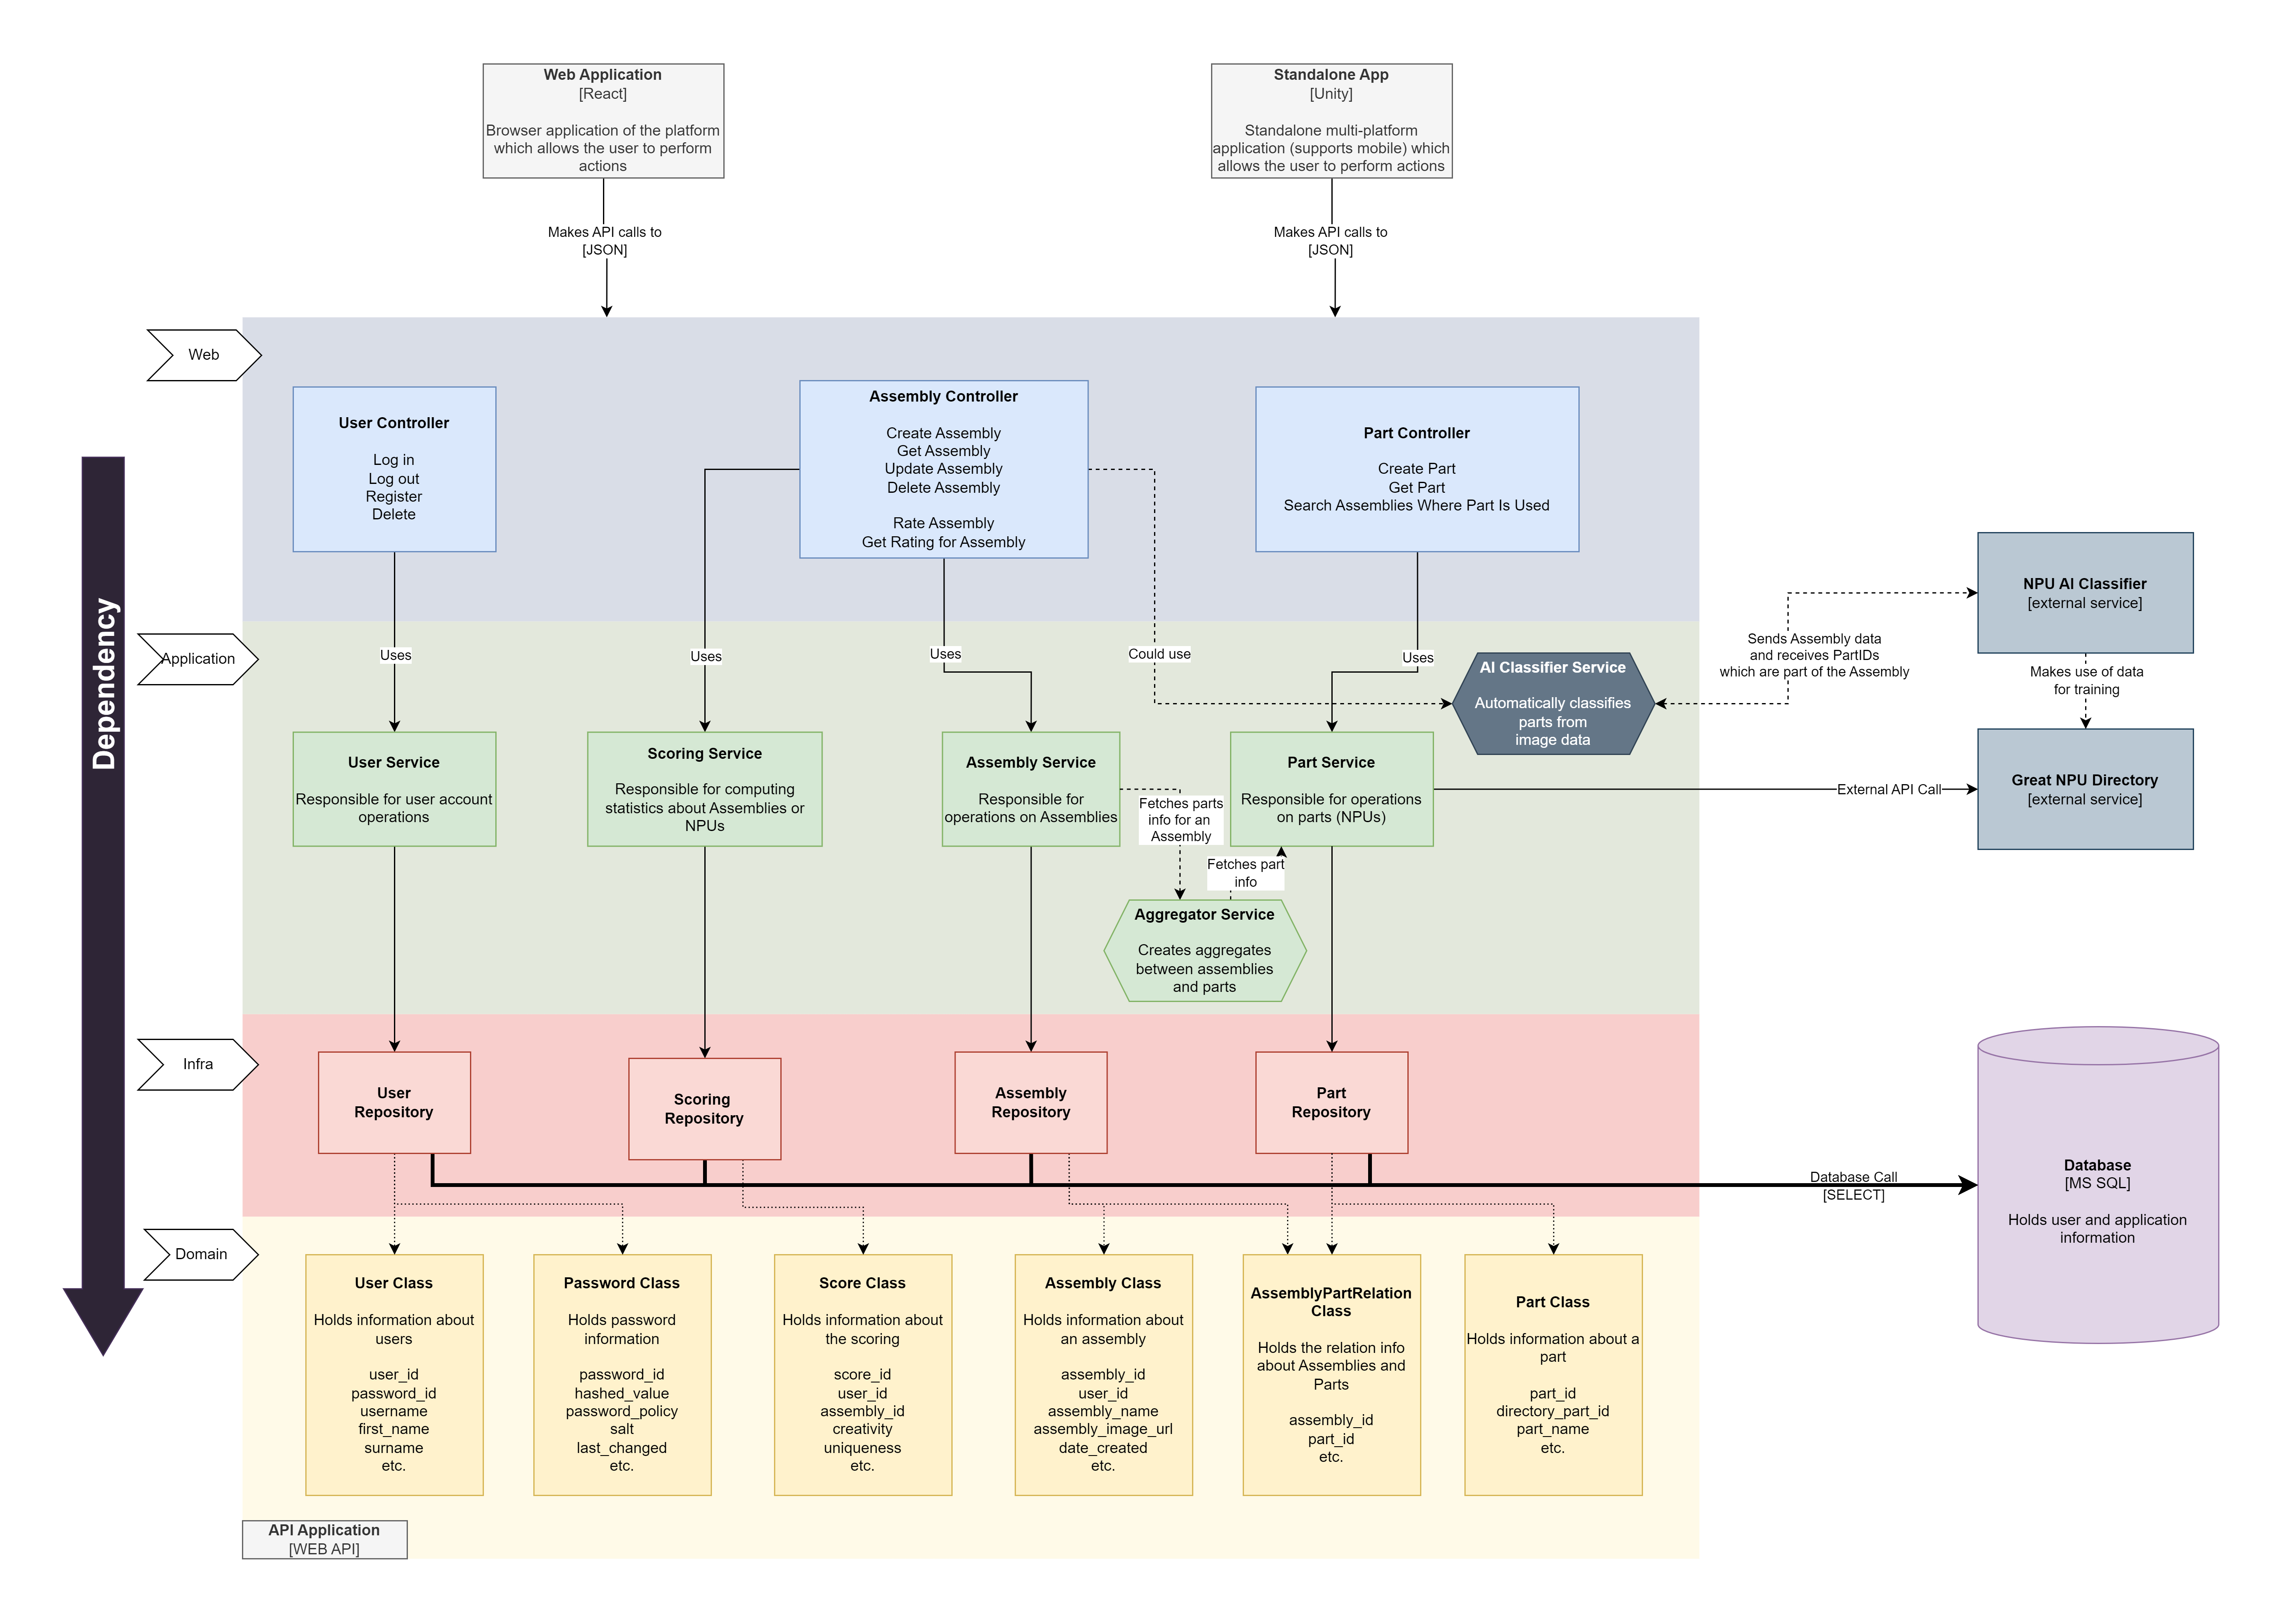 Web Application
[React]
Browser application of the platform
which allows the user to perform
actions
Standalone App
[Unity]
Standalone multi-platform
application (supports mobile) which
allows the user to perform actions
Makes API calls to
[JSON]
Makes API calls to
[JSON]
Web
User Controller
Log in
Log out
Register
Delete
Assembly Controller
Create Assembly
Get Assembly
Update Assembly
Delete Assembly
Rate Assembly
Get Rating for Assembly
Part Controller
Create Part
Get Part
Search Assemblies Where Part Is Used
NPU AI Classifier
[external service]
Dependency
Application
Uses
Uses
Uses
Could use
Uses
AI Classifier Service
Automatically classifies
parts from
image data
Sends Assembly data
and receives PartIDs
which are part of the Assembly
Makes use of data
for training
User Service
Responsible for user account
operations
Scoring Service
Responsible for computing
statistics about Assemblies or
NPUs
Assembly Service
Responsible for
operations on Assemblies
Fetches parts
info for an
Assembly
Part Service
Responsible for operations
on parts (NPUs)
External API Call
Great NPU Directory
[external service]
Fetches part
info
Aggregator Service
Creates aggregates
between assemblies
and parts
Infra
User
Repository
Scoring
Repository
Assembly
Repository
Part
Repository
Database Call
[SELECT]
Database
[MS SQL]
Holds user and application
information
Domain
User Class
Holds information about
users
user_id
password_id
username
first_name
surname
etc.
Password Class
Holds password
information
password_id
hashed_value
password_policy
salt
last_changed
etc.
Score Class
Holds information about
the scoring
score_id
user_id
assembly_id
creativity
uniqueness
etc.
Assembly Class
Holds information about
an assembly
assembly_id
user_id
assembly_name
assembly_image_url
date_created
etc.
AssemblyPartRelation
Class
Holds the relation info
about Assemblies and
Parts
assembly_id
part_id
etc.
Part Class
Holds information about a
part
part_id
directory_part_id
part_name
etc.
API Application
[WEB API]